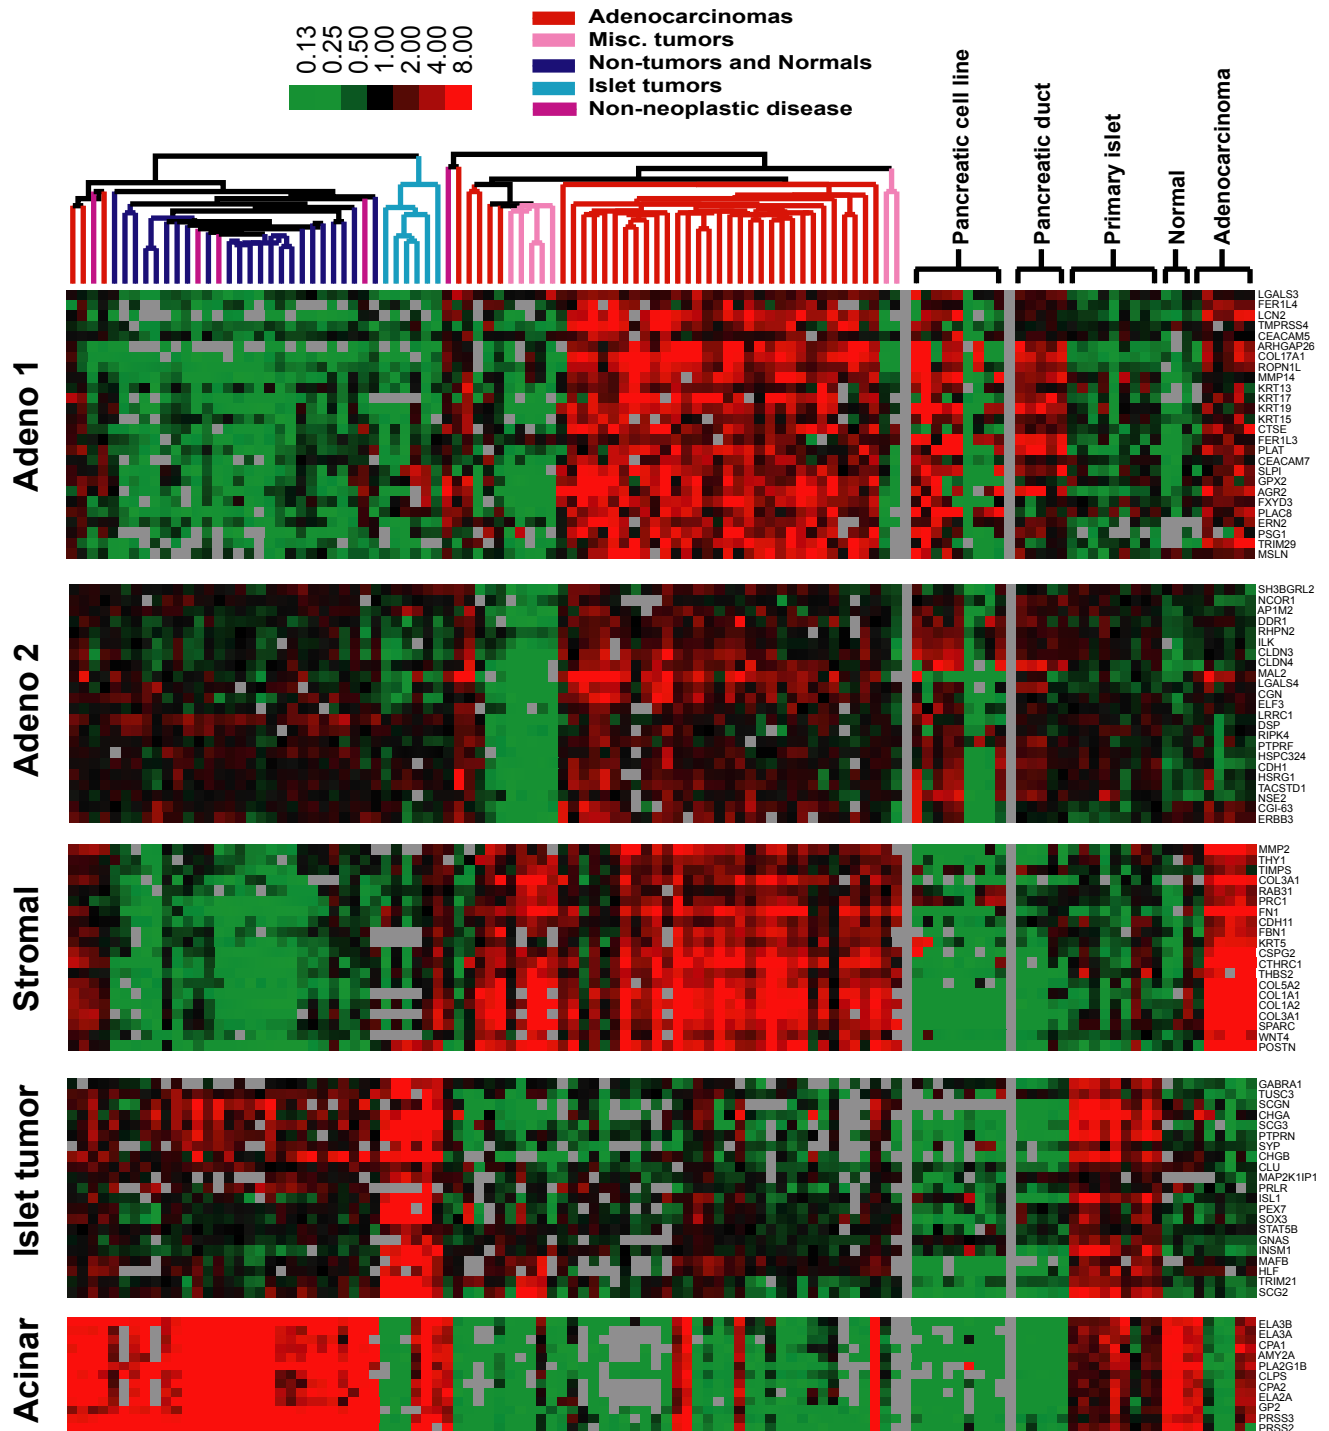 0.13
0.25
0.50
1.00
2.00
4.00
8.00
Adenocarcinomas
Misc. tumors
Non-tumors and Normals
Islet tumors
Non-neoplastic disease
Pancreatic cell line
Pancreatic duct
Primary islet
Normal
Adenocarcinoma
Adeno 1
LGALS3
FER1L4
LCN2
TMPRSS4
CEACAM5
ARHGAP26
COL17A1
ROPN1L
MMP14
KRT13
KRT17
KRT19
KRT15
CTSE
FER1L3
PLAT
CEACAM7
SLPI
GPX2
AGR2
FXYD3
PLAC8
ERN2
PSG1
TRIM29
MSLN
Adeno 2
SH3BGRL2
NCOR1
AP1M2
DDR1
RHPN2
ILK
CLDN3
CLDN4
MAL2
LGALS4
CGN
ELF3
LRRC1
DSP
RIPK4
PTPRF
HSPC324
CDH1
HSRG1
TACSTD1
NSE2
CGI-63
ERBB3
Stromal
MMP2
THY1
TIMPS
COL3A1
RAB31
PRC1
FN1
CDH11
FBN1
KRT5
CSPG2
CTHRC1
THBS2
COL5A2
COL1A1
COL1A2
COL3A1
SPARC
WNT4
POSTN
Islet tumor
GABRA1
TUSC3
SCGN
CHGA
SCG3
PTPRN
SYP
CHGB
CLU
MAP2K1IP1
PRLR
ISL1
PEX7
SOX3
STAT5B
GNAS
INSM1
MAFB
HLF
TRIM21
SCG2
Acinar
ELA3B
ELA3A
CPA1
AMY2A
PLA2G1B
CLPS
CPA2
ELA2A
GP2
PRSS3
PRSS2